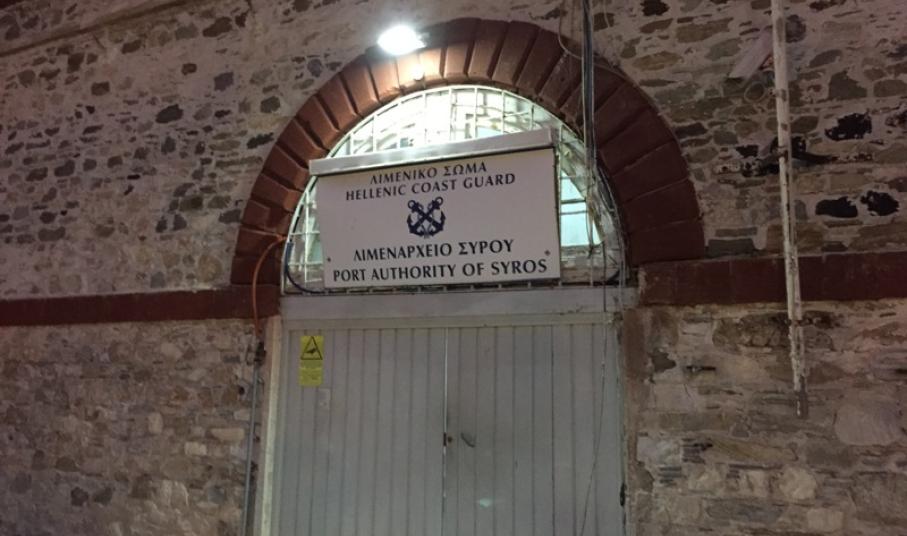 ΛΙΜΕΝΙΚΟ ΣΩΜΑ
HELLENIC COAST GUARD
ΛΙΜΕΝΑΡΧΕΙΟ ΣΥΡΟΥ
PORT AUTHORITY OF SYROS